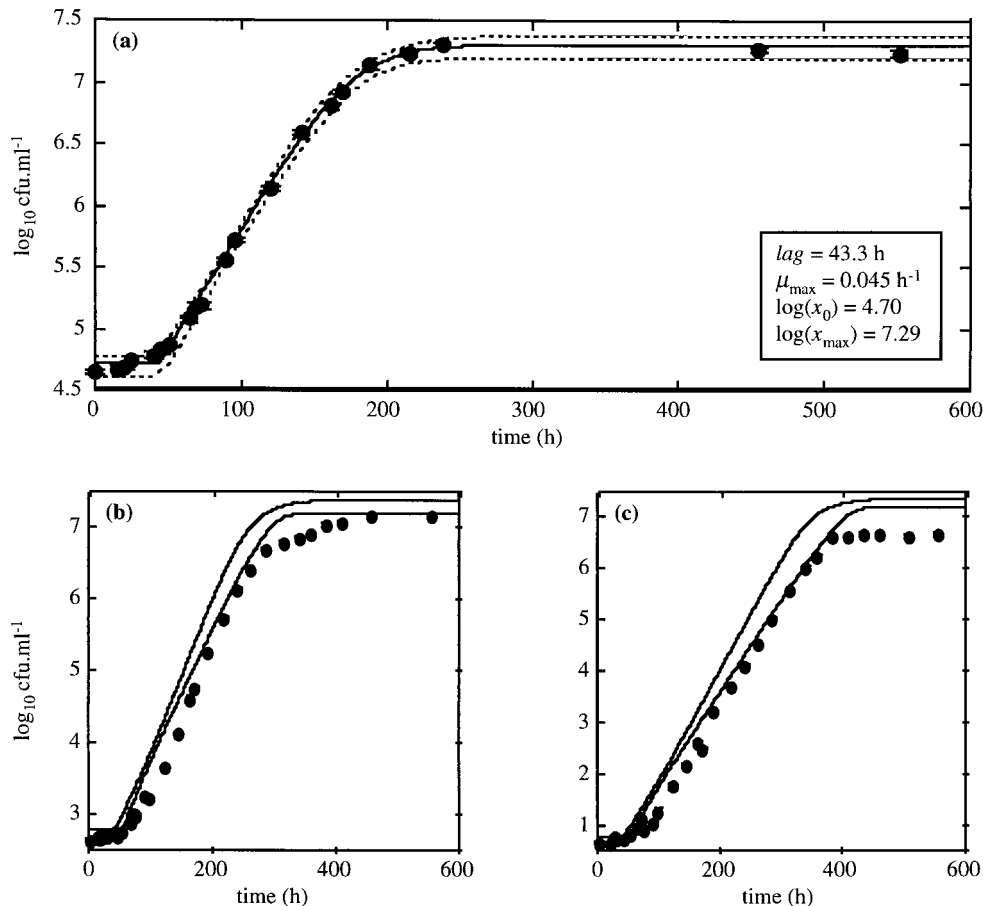 (a)
7.5
7
6.5
6
5.5
5
4.5
log₁₀ cfu.ml⁻¹
lag = 43.3 h
μmax = 0.045 h⁻¹
log(x₀) = 4.70
log(xmax) = 7.29
0 100 200 300 400 500 600
time (h)
(b)
7
6
5
4
3
log₁₀ cfu.ml⁻¹
0 200 400 600
time (h)
(c)
7
6
5
4
3
2
1
0 200 400 600
time (h)